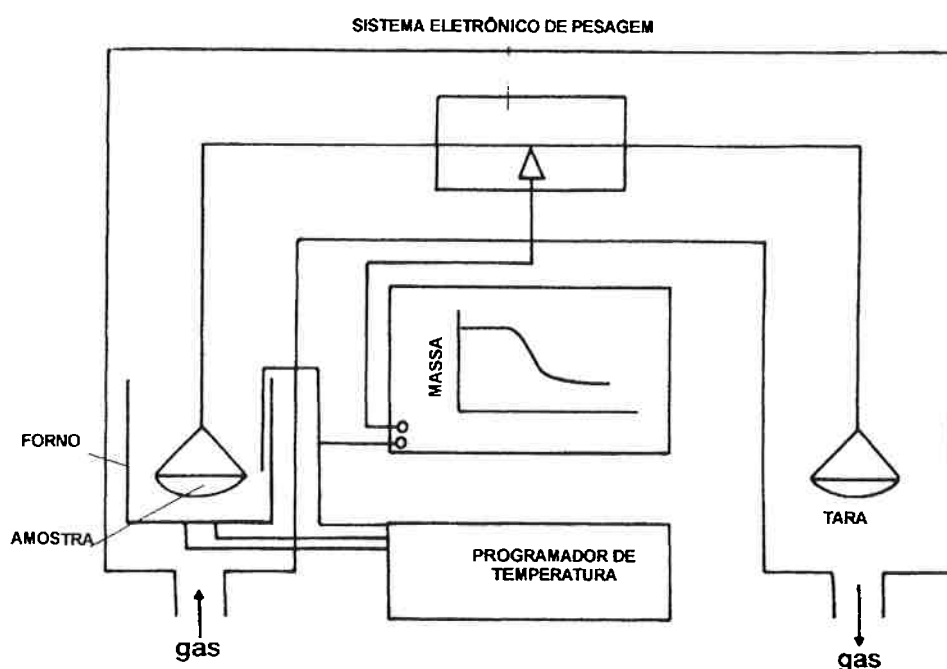 SISTEMA ELETRÔNICO DE PESAGEM
MASSA
FORNO
AMOSTRA
TARA
PROGRAMADOR DE
TEMPERATURA
gas
gas